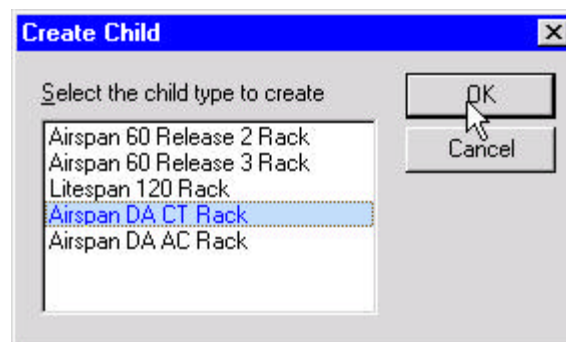 Create Child
Select the child type to create
OK
Cancel
Airspan 60 Release 2 Rack
Airspan 60 Release 3 Rack
Litespan 120 Rack
Airspan DA CT Rack
Airspan DA AC Rack